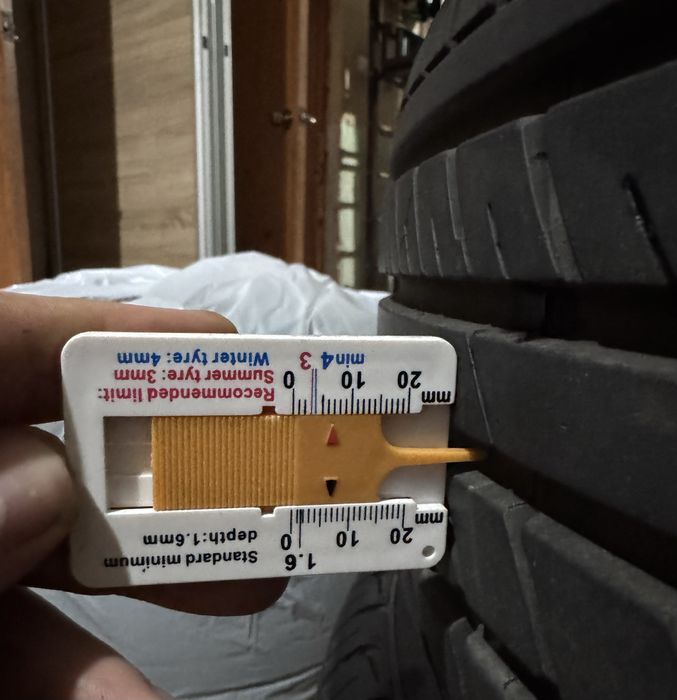 1.6
Standard minimum
depth:1.6mm
mm 20 10 0
mm 20 10 0
min4 3
Recommended limit:
Summer tyre:3mm
Winter tyre:4mm